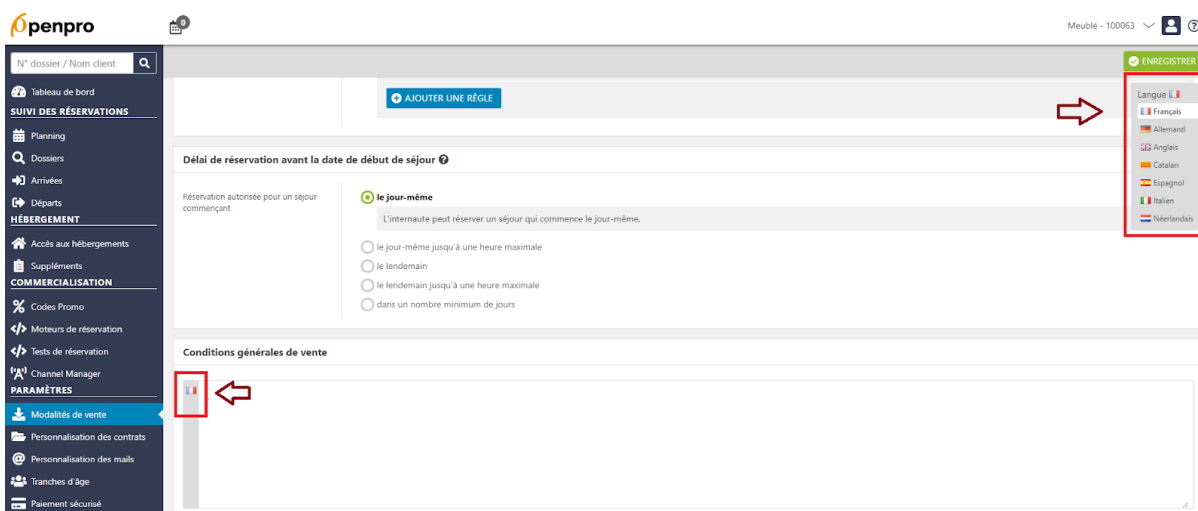 Openpro
0
Meublé - 100063
N° dossier / Nom client
ENREGISTRER
Tableau de bord
SUIVI DES RÉSERVATIONS
Planning
Dossiers
Arrivées
Départs
HÉBERGEMENT
Accès aux hébergements
Suppléments
COMMERCIALISATION
Codes Promo
Moteurs de réservation
Tests de réservation
Channel Manager
PARAMÈTRES
Modalités de vente
Personnalisation des contrats
Personnalisation des mails
Tranches d'âge
Paiement sécurisé
AJOUTER UNE RÈGLE
Langue
Français
Allemand
Anglais
Catalan
Espagnol
Italien
Néerlandais
Délai de réservation avant la date de début de séjour
Réservation autorisée pour un séjour
commençant
le jour-même
L'internaute peut réserver un séjour qui commence le jour-même.
le jour-même jusqu'à une heure maximale
le lendemain
le lendemain jusqu'à une heure maximale
dans un nombre minimum de jours
Conditions générales de vente